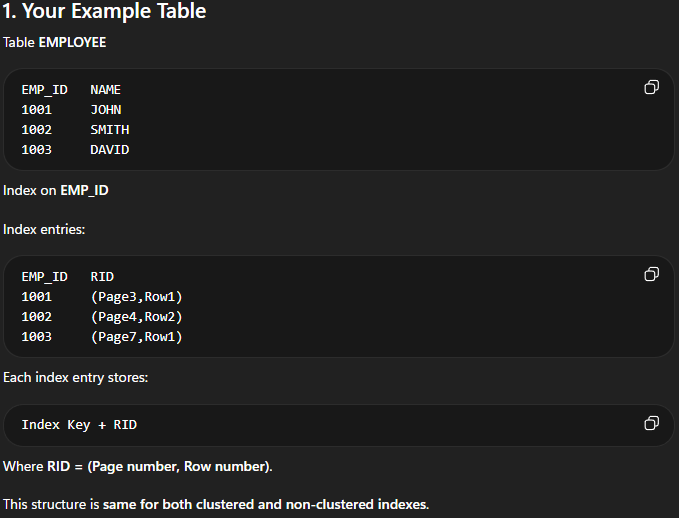 1. Your Example Table
Table EMPLOYEE
EMP_ID   NAME
1001     JOHN
1002     SMITH
1003     DAVID
Index on EMP_ID
Index entries:
EMP_ID   RID
1001     (Page3,Row1)
1002     (Page4,Row2)
1003     (Page7,Row1)
Each index entry stores:
Index Key + RID
Where RID = (Page number, Row number).
This structure is same for both clustered and non-clustered indexes.